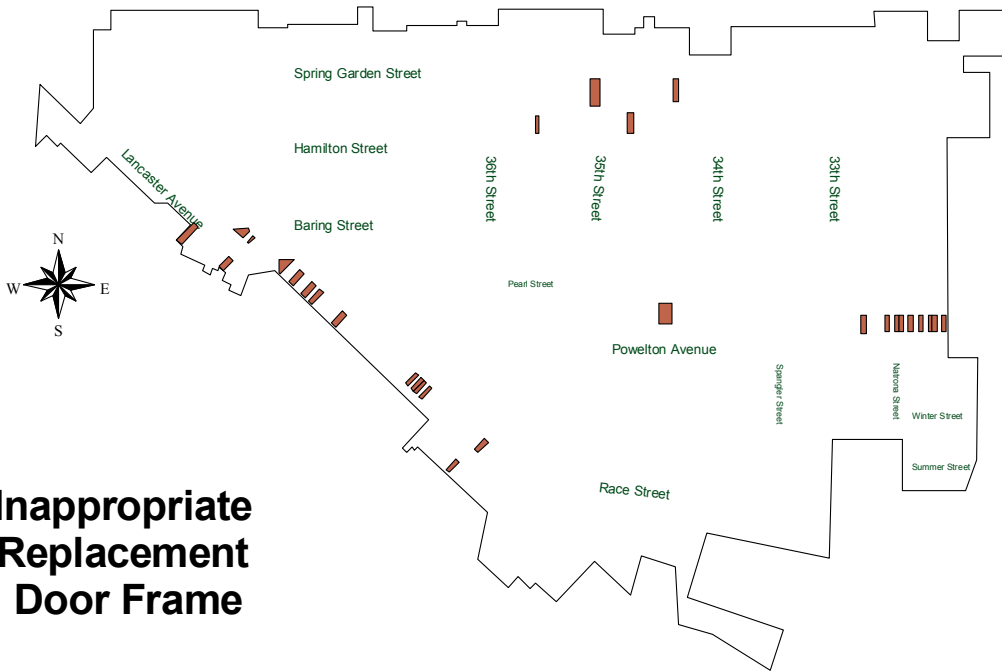 Spring Garden Street
Hamilton Street
Lancaster Avenue
36th Street
35th Street
34th Street
33th Street
Baring Street
N
W E
S
Pearl Street
Powelton Avenue
Spangler Street
Natrona Street
Winter Street
Summer Street
Race Street
Inappropriate
Replacement
Door Frame